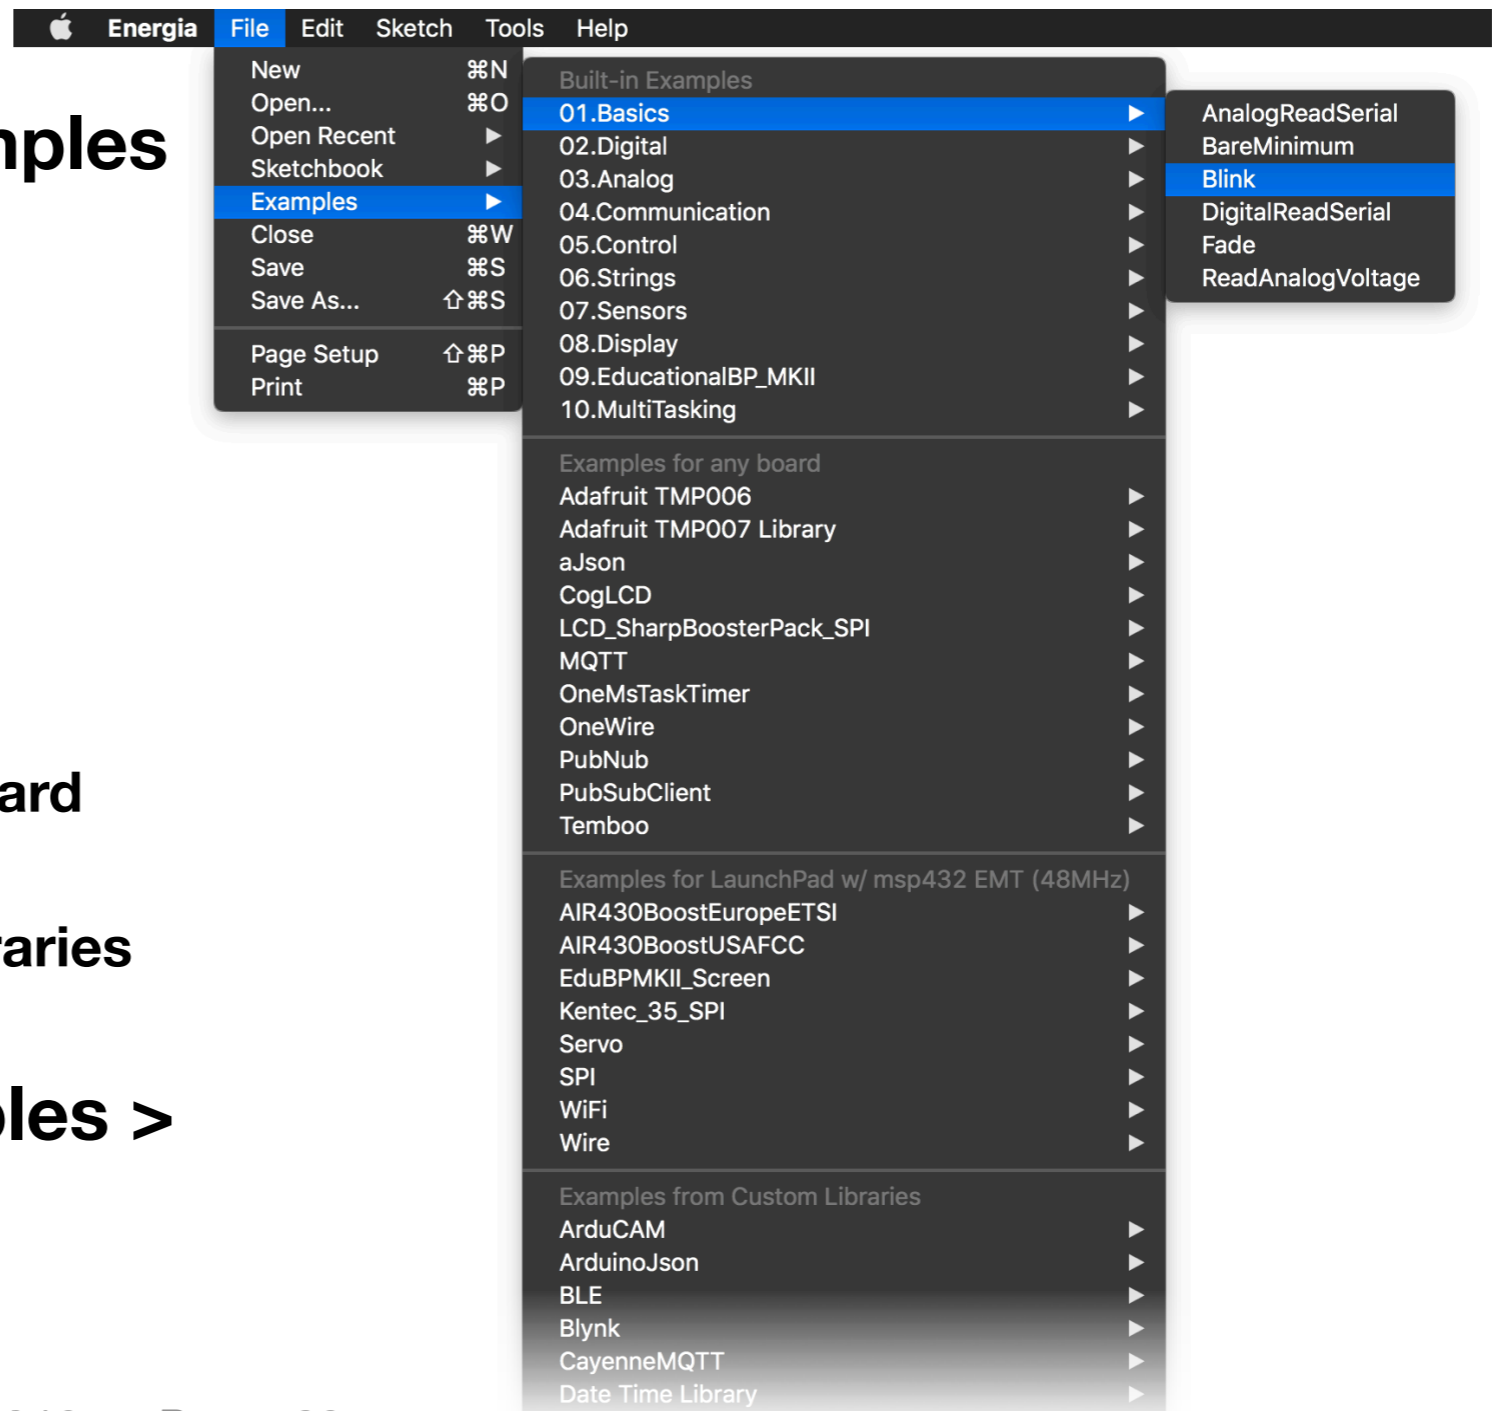 Energia File Edit Sketch Tools Help
mples
ard
raries
ples >
New ⌘N
Open... ⌘O
Open Recent ▶
Sketchbook ▶
Examples ▶
Close ⌘W
Save ⌘S
Save As... ⇧⌘S
Page Setup ⇧⌘P
Print ⌘P
Built-in Examples
01.Basics ▶
02.Digital ▶
03.Analog ▶
04.Communication ▶
05.Control ▶
06.Strings ▶
07.Sensors ▶
08.Display ▶
09.EducationalBP_MKII ▶
10.MultiTasking ▶
Examples for any board
Adafruit TMP006 ▶
Adafruit TMP007 Library ▶
aJson ▶
CogLCD ▶
LCD_SharpBoosterPack_SPI ▶
MQTT ▶
OneMsTaskTimer ▶
OneWire ▶
PubNub ▶
PubSubClient ▶
Temboo ▶
Examples for LaunchPad w/ msp432 EMT (48MHz)
AIR430BoostEuropeETSI ▶
AIR430BoostUSAFCC ▶
EduBPMKII_Screen ▶
Kentec_35_SPI ▶
Servo ▶
SPI ▶
WiFi ▶
Wire ▶
Examples from Custom Libraries
ArduCAM ▶
ArduinoJson ▶
BLE ▶
Blynk ▶
CayenneMQTT ▶
Date Time Library ▶
AnalogReadSerial
BareMinimum
Blink
DigitalReadSerial
Fade
ReadAnalogVoltage